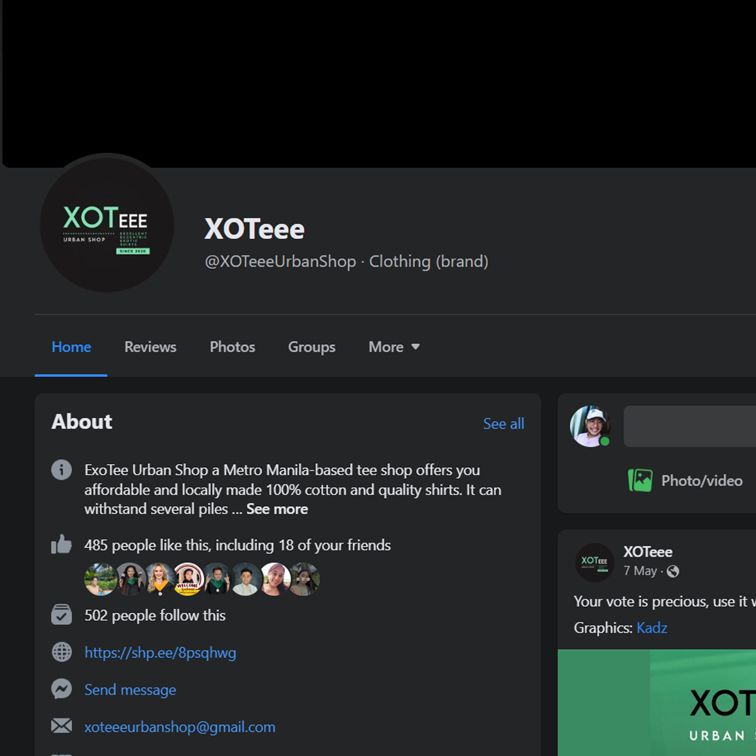 XOTeee
URBAN SHOP
EXCELLENT
ECCENTRIC
EXOTIC
SHIRTS
SINCE 2020
XOTeee
@XOTeeeUrbanShop · Clothing (brand)
Home
Reviews
Photos
Groups
More
About
See all
ExoTee Urban Shop a Metro Manila-based tee shop offers you
affordable and locally made 100% cotton and quality shirts. It can
withstand several piles ... See more
485 people like this, including 18 of your friends
502 people follow this
https://shp.ee/8psqhwg
Send message
xoteeeurbanshop@gmail.com
Photo/video
XOTeee
XOTeee
7 May ·
Your vote is precious, use it w
Graphics: Kadz
XOT
URBAN